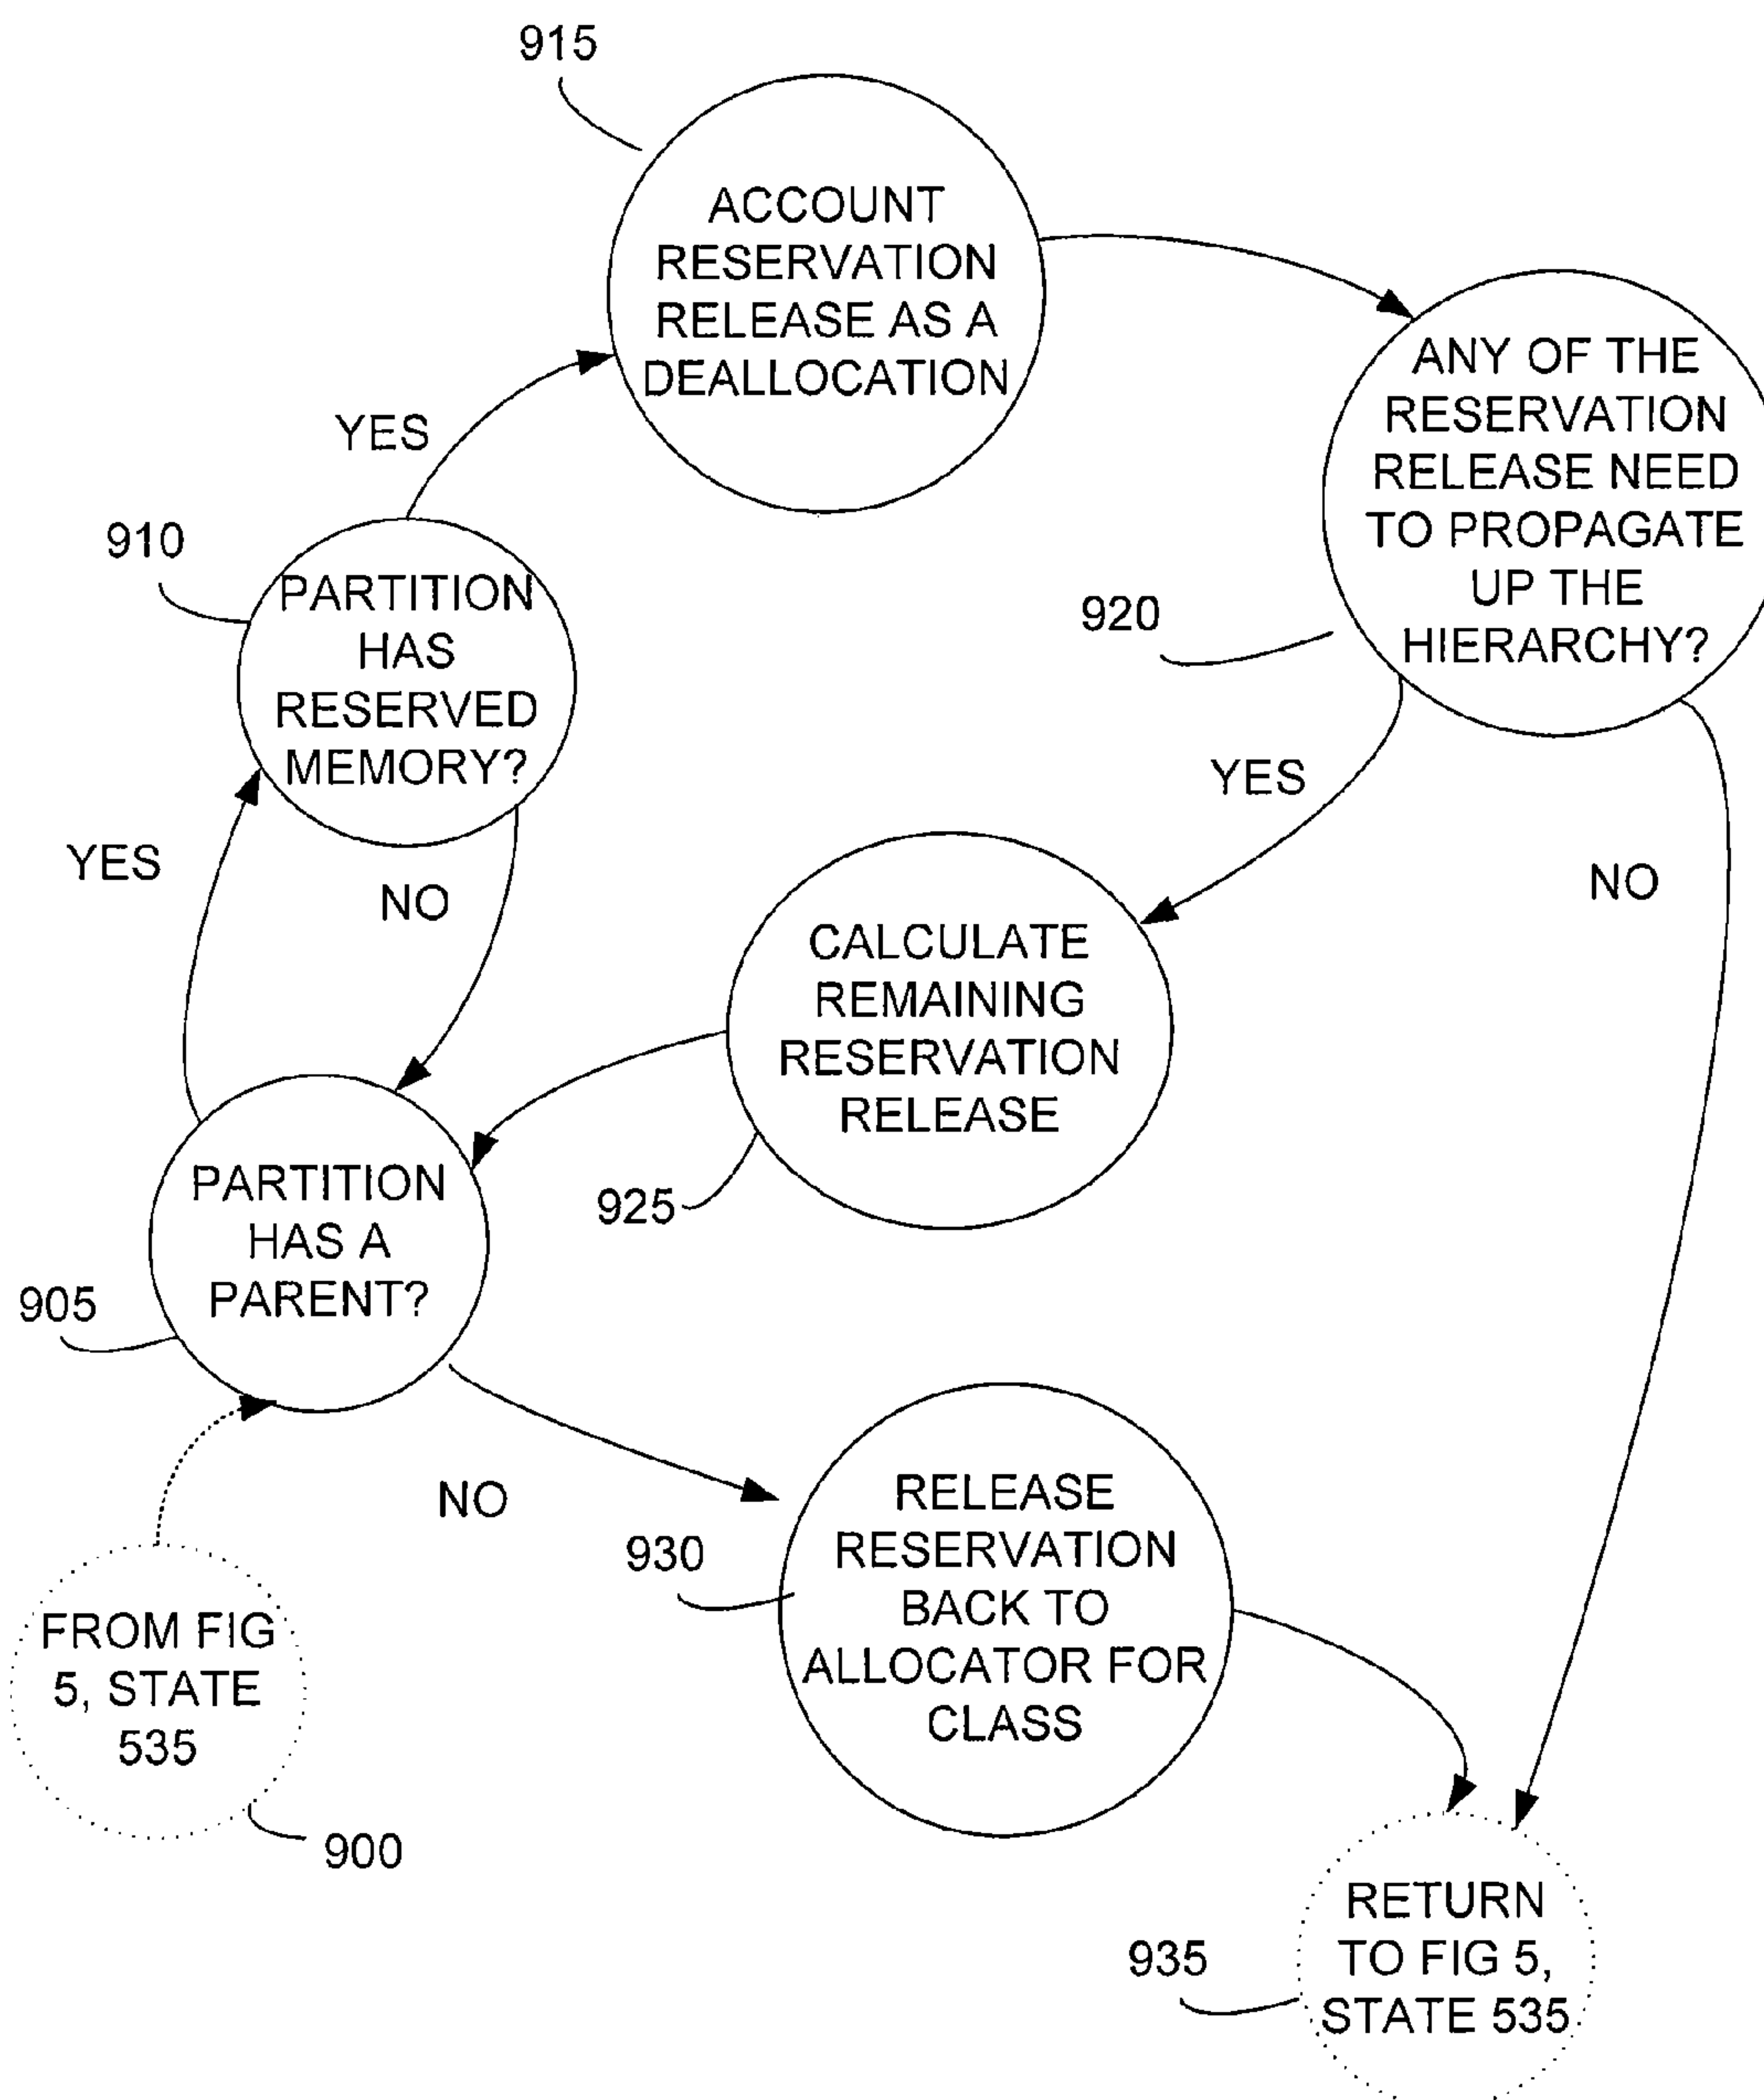 915
ACCOUNT
RESERVATION
RELEASE AS A
DEALLOCATION
ANY OF THE
RESERVATION
RELEASE NEED
TO PROPAGATE
UP THE
HIERARCHY?
920
YES
910
PARTITION
HAS
RESERVED
MEMORY?
YES
NO
YES
NO
CALCULATE
REMAINING
RESERVATION
RELEASE
925
PARTITION
HAS A
PARENT?
905
NO
RELEASE
RESERVATION
BACK TO
ALLOCATOR FOR
CLASS
930
FROM FIG
5, STATE
535
900
RETURN
TO FIG 5,
STATE 535
935